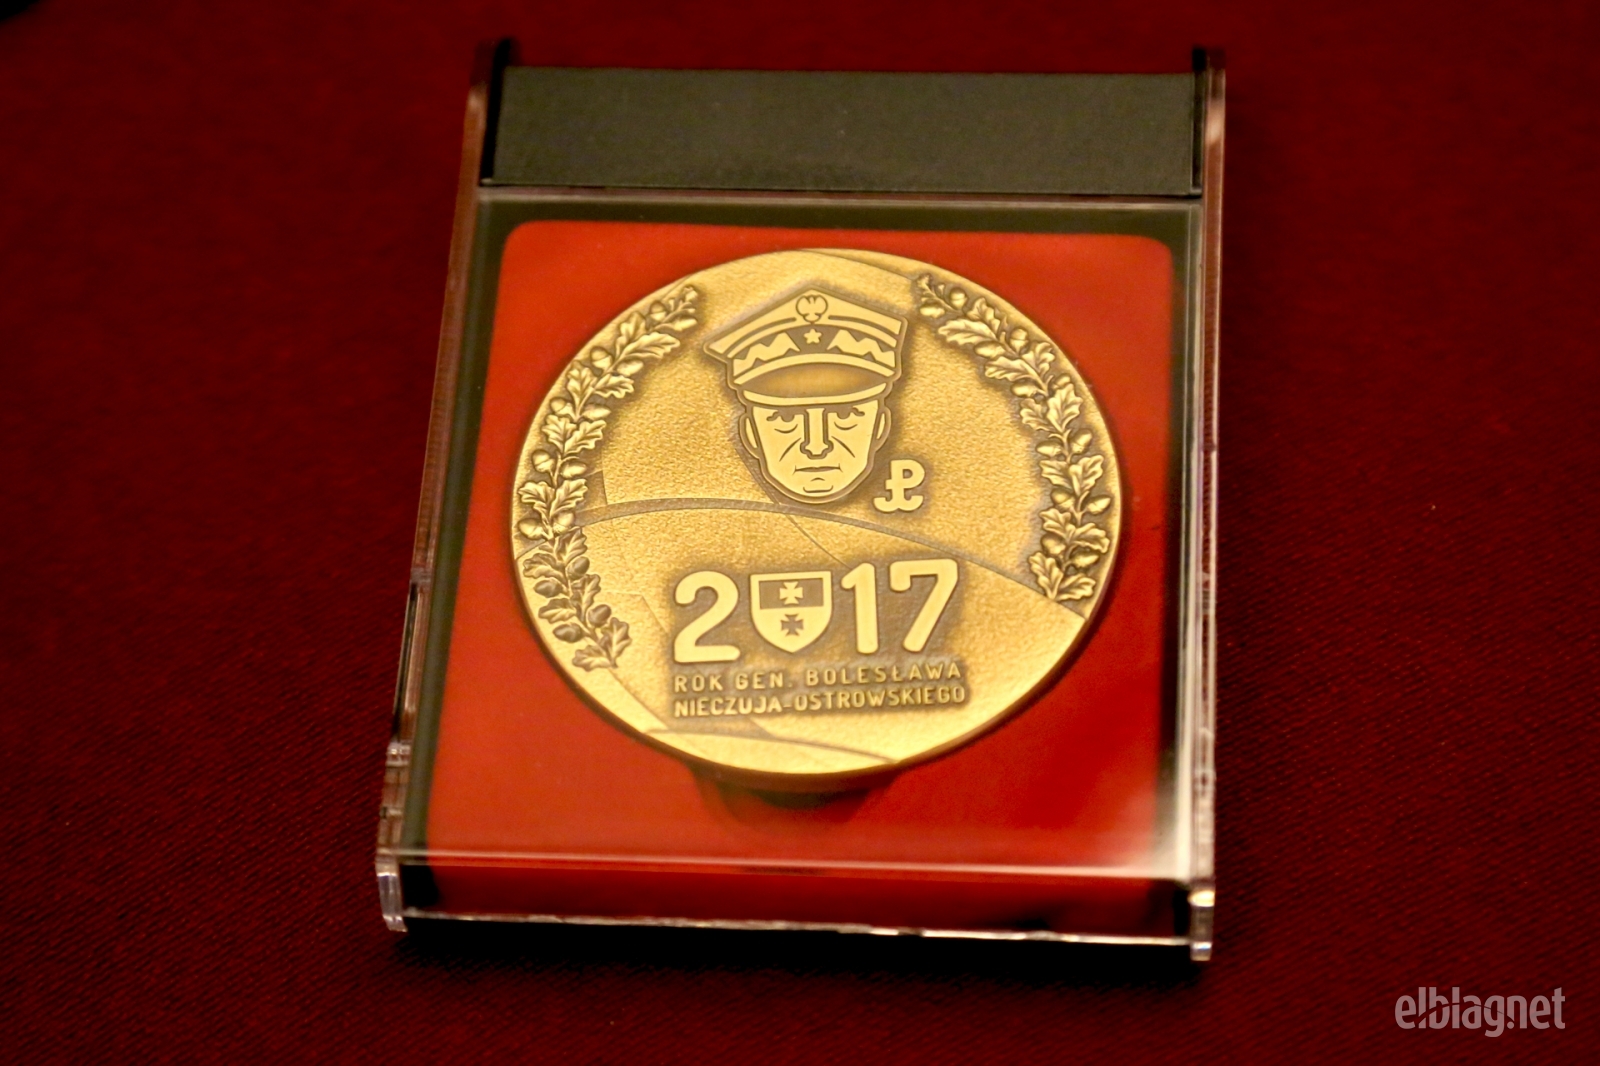 2017
ROK GEN. BOLESŁAWA
NIECZUJA-OSTROWSKIEGO
elblag.net